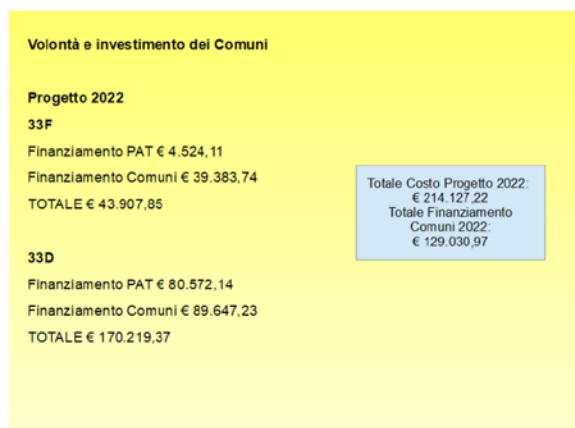 Volontà e investimento dei Comuni
Progetto 2022
33F
Finanziamento PAT € 4.524,11
Finanziamento Comuni € 39.383,74
TOTALE € 43.907,85
33D
Finanziamento PAT € 80.572,14
Finanziamento Comuni € 89.647,23
TOTALE € 170.219,37
Totale Costo Progetto 2022:
€ 214.127,22
Totale Finanziamento
Comuni 2022:
€ 129.030,97